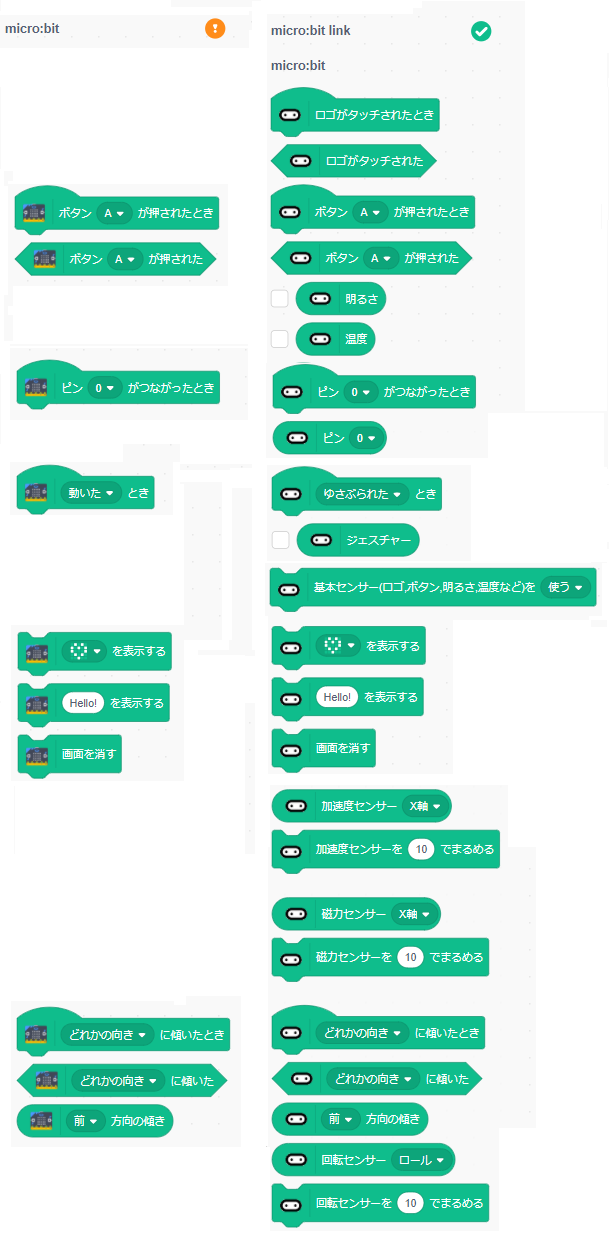 micro:bit
!
ボタン A が押されたとき
ボタン A が押された
ピン 0 がつながったとき
動いた とき
を表示する
Hello! を表示する
画面を消す
どれかの向き に傾いたとき
どれかの向き に傾いた
前 方向の傾き
micro:bit link
micro:bit
ロゴがタッチされたとき
ロゴがタッチされた
ボタン A が押されたとき
ボタン A が押された
明るさ
温度
ピン 0 がつながったとき
ピン 0
ゆさぶられた とき
ジェスチャー
基本センサー(ロゴ,ボタン,明るさ,温度など)を 使う
を表示する
Hello! を表示する
画面を消す
加速度センサー X軸
加速度センサーを 10 でまるめる
磁力センサー X軸
磁力センサーを 10 でまるめる
どれかの向き に傾いたとき
どれかの向き に傾いた
前 方向の傾き
回転センサー ロール
回転センサーを 10 でまるめる